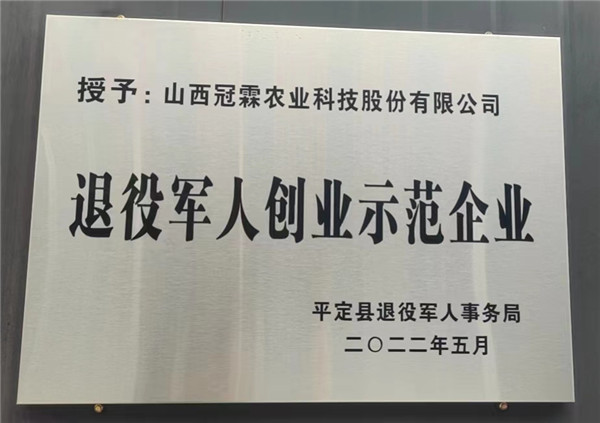 授予：山西冠霖农业科技股份有限公司
退役军人创业示范企业
平定县退役军人事务局
二〇二二年五月